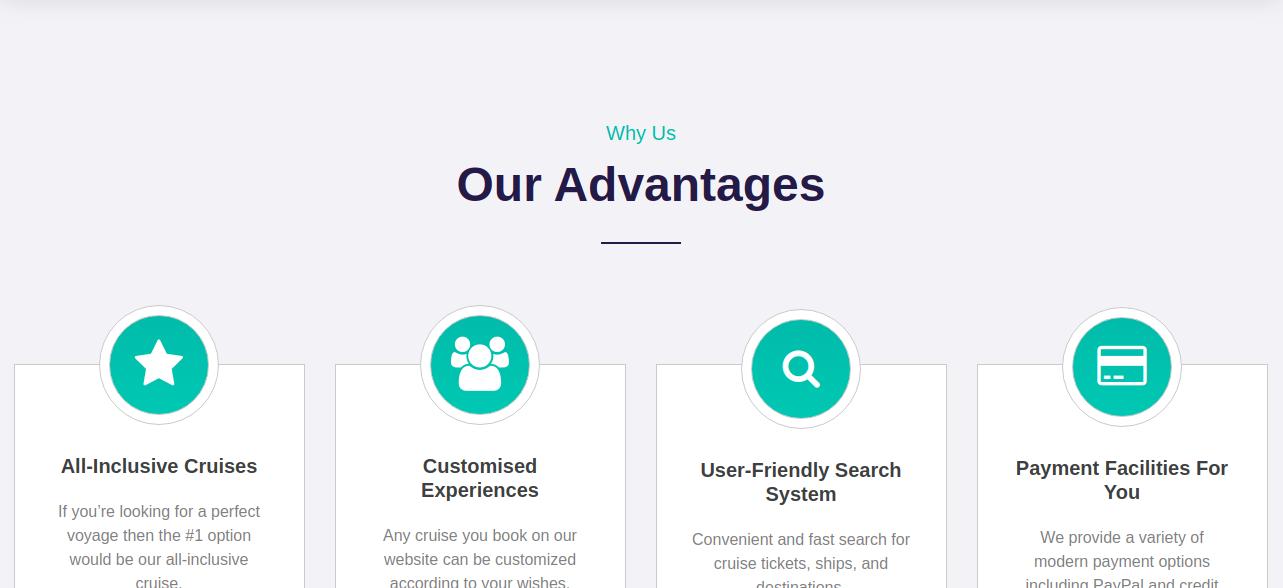 Why Us
Our Advantages
All-Inclusive Cruises
If you're looking for a perfect
voyage then the #1 option
would be our all-inclusive
cruise.
Customised
Experiences
Any cruise you book on our
website can be customized
according to your wishes.
User-Friendly Search
System
Convenient and fast search for
cruise tickets, ships, and
destinations.
Payment Facilities For
You
We provide a variety of
modern payment options
including PayPal and credit